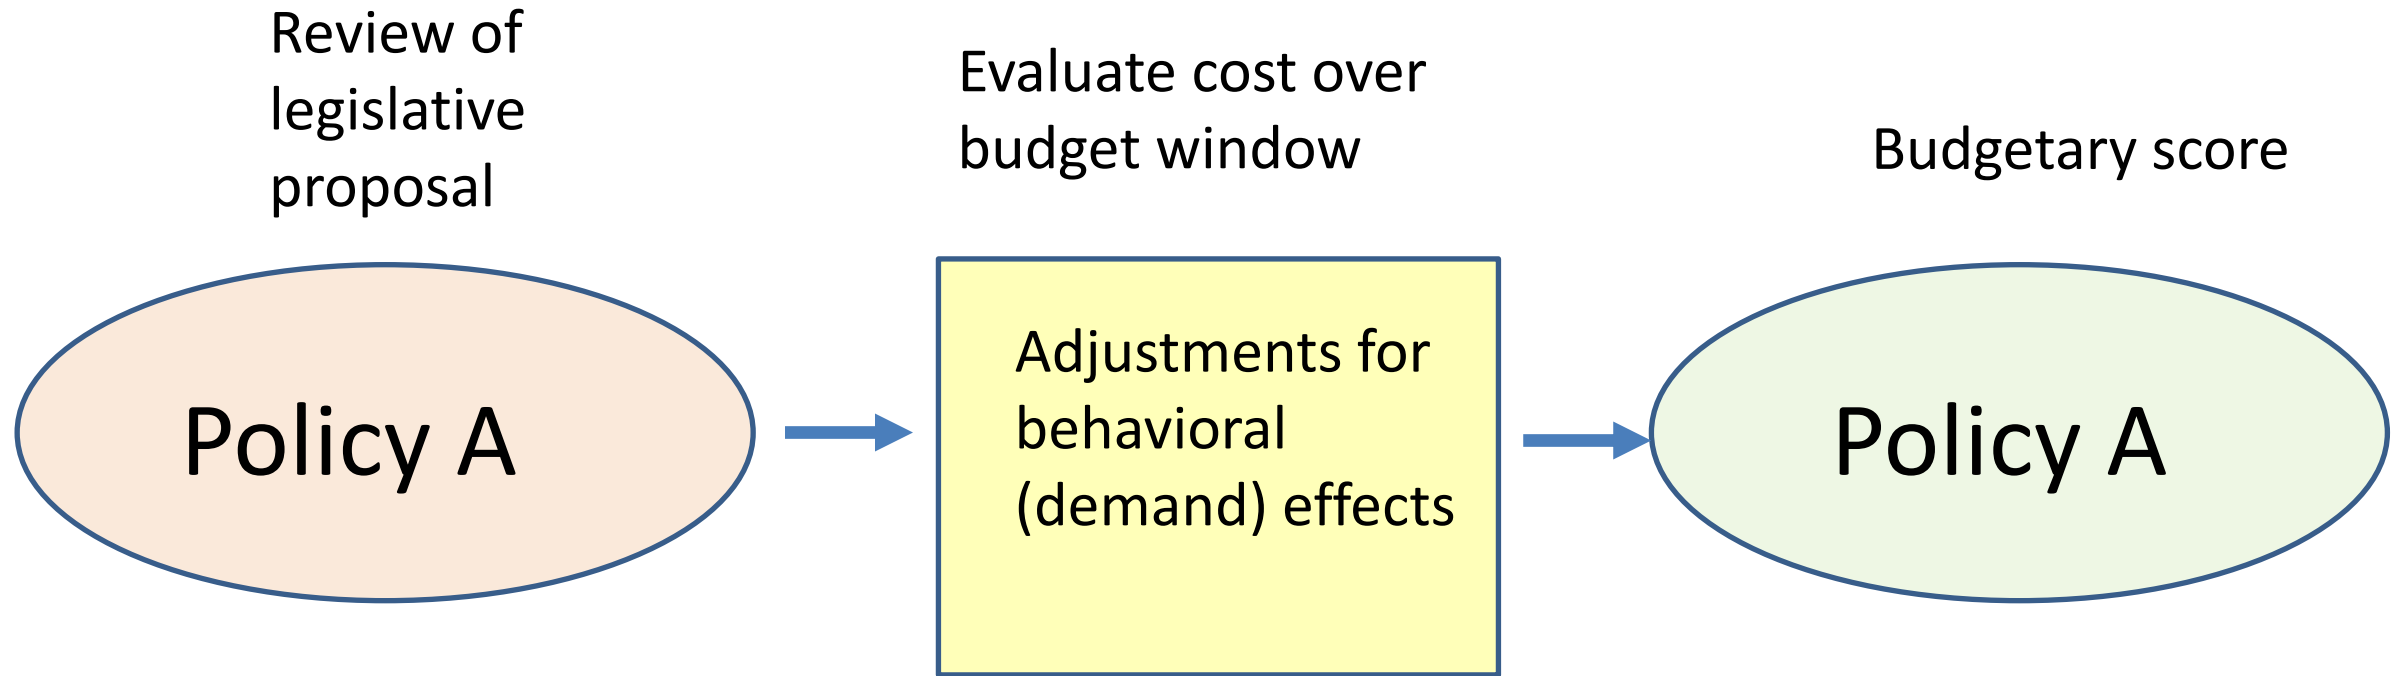 Review of
legislative
proposal
Evaluate cost over
budget window
Budgetary score
Policy A
Adjustments for
behavioral
(demand) effects
Policy A